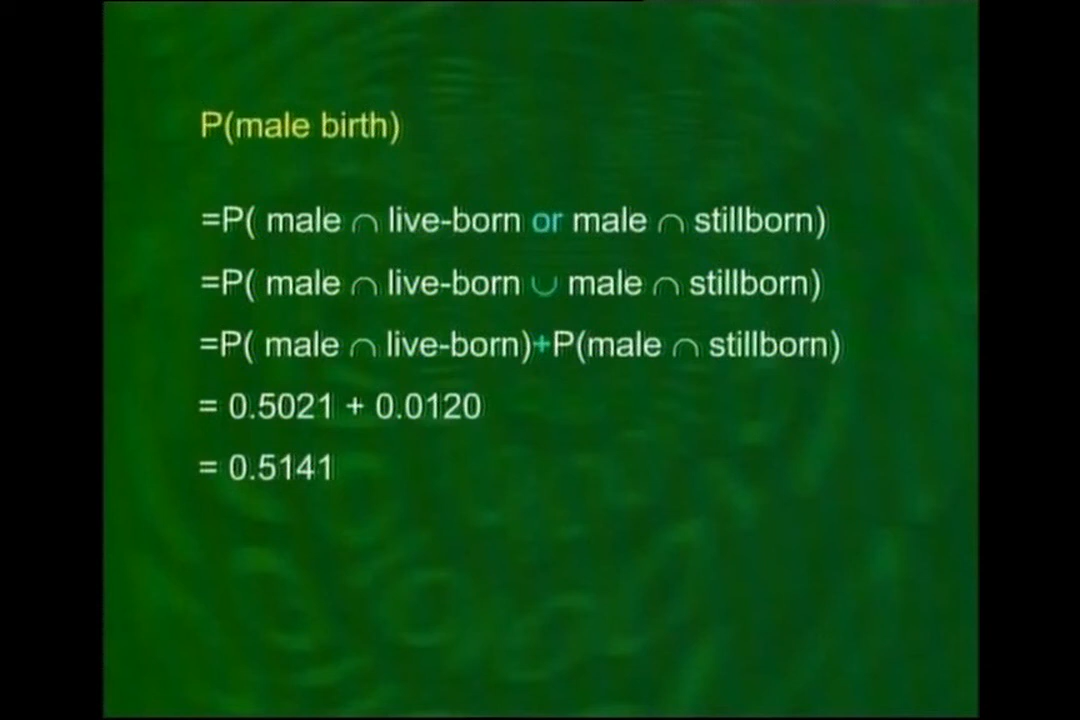 P(male birth)
=P( male ∩ live-born or male ∩ stillborn)
=P( male ∩ live-born ∪ male ∩ stillborn)
=P( male ∩ live-born)+P(male ∩ stillborn)
= 0.5021 + 0.0120
= 0.5141